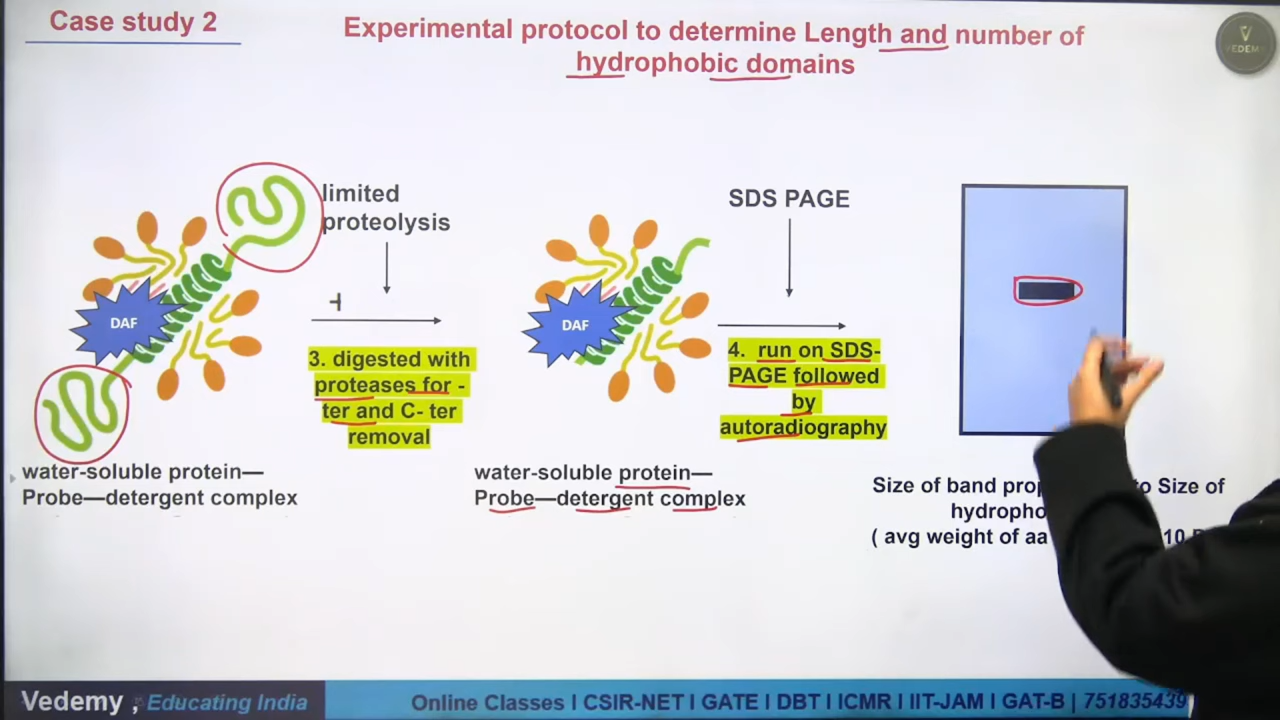 Case study 2
Experimental protocol to determine Length and number of
hydrophobic domains
VEDEMY
limited
proteolysis
SDS PAGE
DAF
DAF
3. digested with
proteases for -
ter and C- ter
removal
4. run on SDS-
PAGE followed
by
autoradiography
water-soluble protein—
Probe—detergent complex
water-soluble protein—
Probe—detergent complex
Size of band to Size of
( avg weight of aa
Vedemy , Educating India
Online Classes I CSIR-NET I GATE I DBT I ICMR I IIT-JAM I GAT-B | 751835439